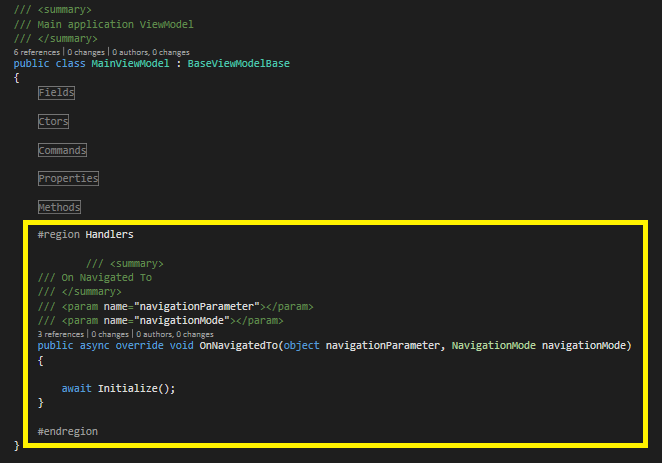 /// <summary>
/// Main application ViewModel
/// </summary>
6 references | 0 changes | 0 authors, 0 changes
public class MainViewModel : BaseViewModelBase
{
Fields
Ctors
Commands
Properties
Methods
#region Handlers
/// <summary>
/// On Navigated To
/// </summary>
/// <param name="navigationParameter"></param>
/// <param name="navigationMode"></param>
3 references | 0 changes | 0 authors, 0 changes
public async override void OnNavigatedTo(object navigationParameter, NavigationMode navigationMode)
{
await Initialize();
}
#endregion
}